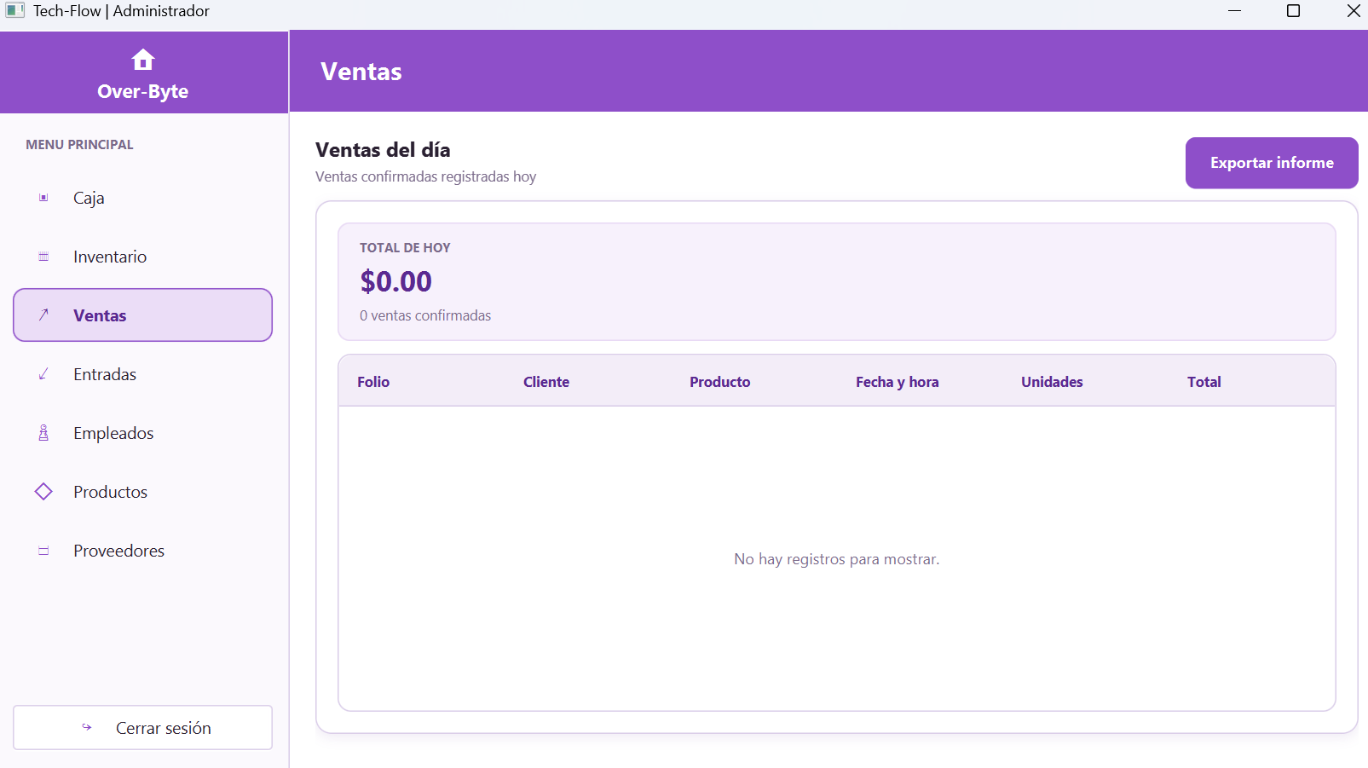 Tech-Flow | Administrador
Over-Byte
MENU PRINCIPAL
Caja
Inventario
Ventas
Entradas
Empleados
Productos
Proveedores
Cerrar sesión
Ventas
Ventas del día
Ventas confirmadas registradas hoy
Exportar informe
TOTAL DE HOY
$0.00
0 ventas confirmadas
Folio Cliente Producto Fecha y hora Unidades Total
No hay registros para mostrar.